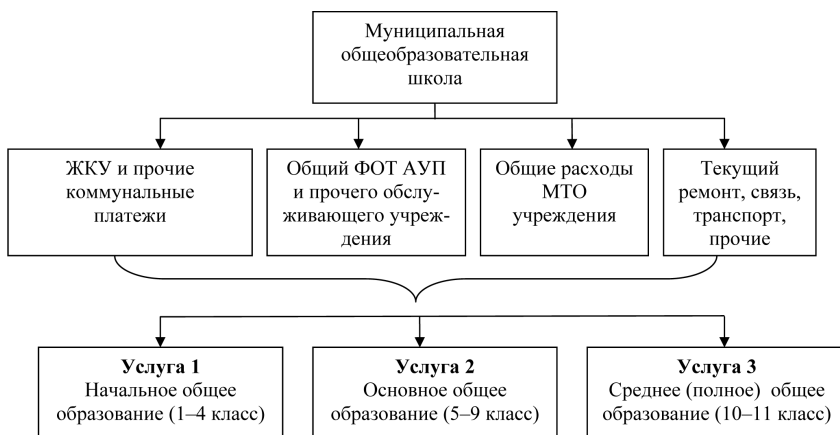 Муниципальная
общеобразовательная
школа
ЖКУ и прочие
коммунальные
платежи
Общий ФОТ АУП
и прочего обслу-
живающего учреж-
дения
Общие расходы
МТО
учреждения
Текущий
ремонт, связь,
транспорт,
прочие
Услуга 1
Начальное общее
образование (1–4 класс)
Услуга 2
Основное общее
образование (5–9 класс)
Услуга 3
Среднее (полное) общее
образование (10–11 класс)